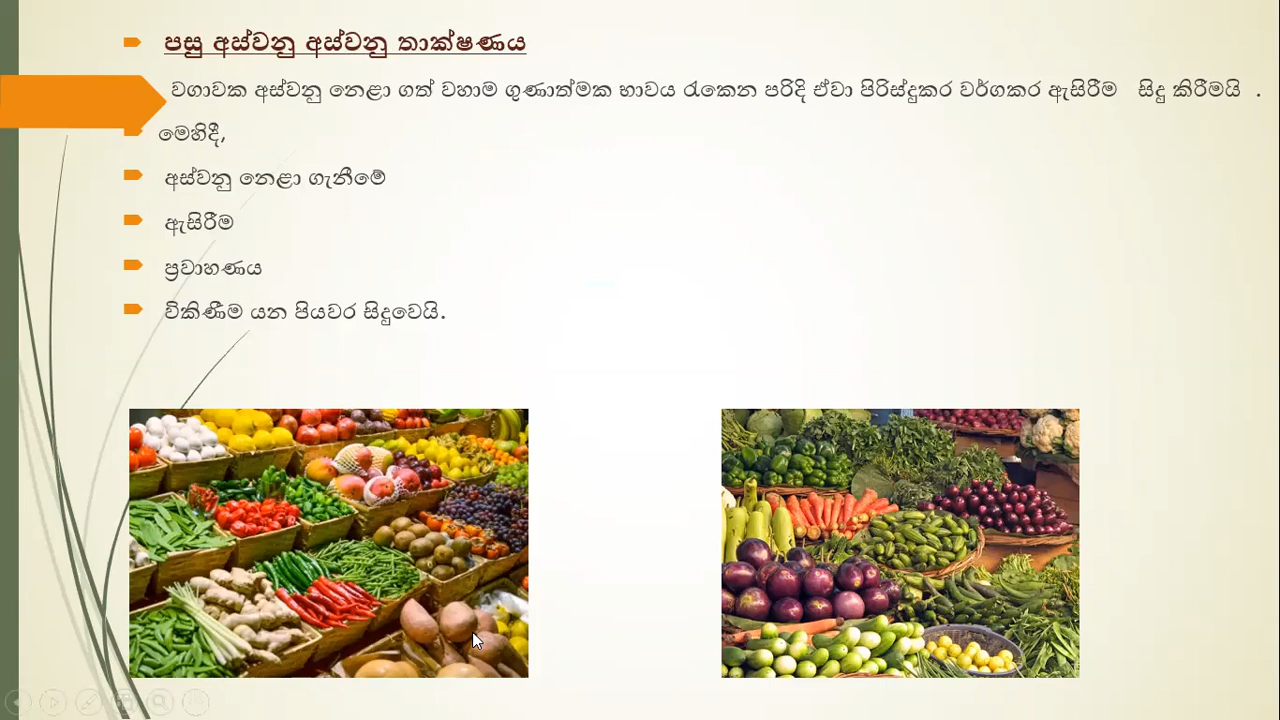 පසු අස්වනු අස්වනු තාක්ෂණය
වගාවක අස්වනු නෙළා ගත් වහාම ගුණාත්මක භාවය රැකෙන පරිදි ඒවා පිරිස්දුකර වර්ගකර ඇසිරීම සිදු කිරීමයි .
මෙහිදී,
අස්වනු නෙළා ගැනීමේ
ඇසිරීම
ප්‍රවාහණය
විකිණීම යන පියවර සිදුවෙයි.